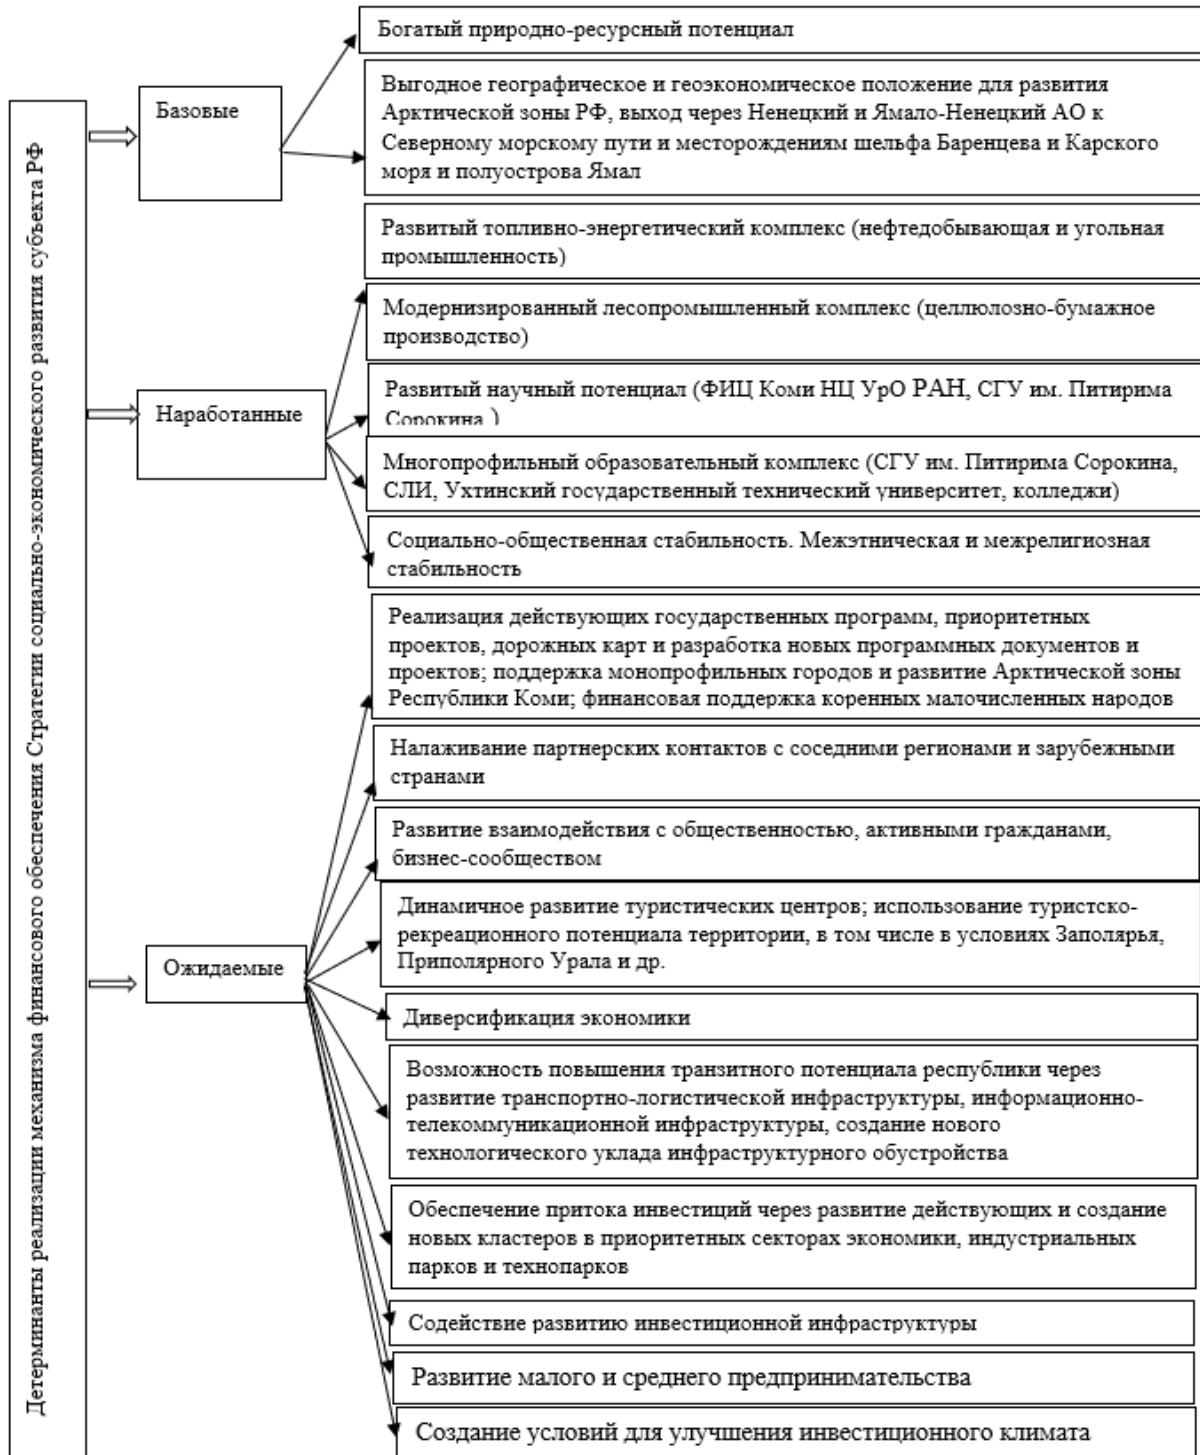 Детерминанты реализации механизма финансового обеспечения Стратегии социально-экономического развития субъекта РФ
Базовые
Богатый природно-ресурсный потенциал
Выгодное географическое и геоэкономическое положение для развития
Арктической зоны РФ, выход через Ненецкий и Ямало-Ненецкий АО к
Северному морскому пути и месторождениям шельфа Баренцева и Карского
моря и полуострова Ямал
Наработанные
Развитый топливно-энергетический комплекс (нефтедобывающая и угольная
промышленность)
Модернизированный лесопромышленный комплекс (целлюлозно-бумажное
производство)
Развитый научный потенциал (ФИЦ Коми НЦ УрО РАН, СГУ им. Питирима
Сорокина )
Многопрофильный образовательный комплекс (СГУ им. Питирима Сорокина,
СЛИ, Ухтинский государственный технический университет, колледжи)
Социально-общественная стабильность. Межэтническая и межрелигиозная
стабильность
Ожидаемые
Реализация действующих государственных программ, приоритетных
проектов, дорожных карт и разработка новых программных документов и
проектов; поддержка монопрофильных городов и развитие Арктической зоны
Республики Коми; финансовая поддержка коренных малочисленных народов
Налаживание партнерских контактов с соседними регионами и зарубежными
странами
Развитие взаимодействия с общественностью, активными гражданами,
бизнес-сообществом
Динамичное развитие туристических центров; использование туристско-
рекреационного потенциала территории, в том числе в условиях Заполярья,
Приполярного Урала и др.
Диверсификация экономики
Возможность повышения транзитного потенциала республики через
развитие транспортно-логистической инфраструктуры, информационно-
телекоммуникационной инфраструктуры, создание нового
технологического уклада инфраструктурного обустройства
Обеспечение притока инвестиций через развитие действующих и создание
новых кластеров в приоритетных секторах экономики, индустриальных
парков и технопарков
Содействие развитию инвестиционной инфраструктуры
Развитие малого и среднего предпринимательства
Создание условий для улучшения инвестиционного климата